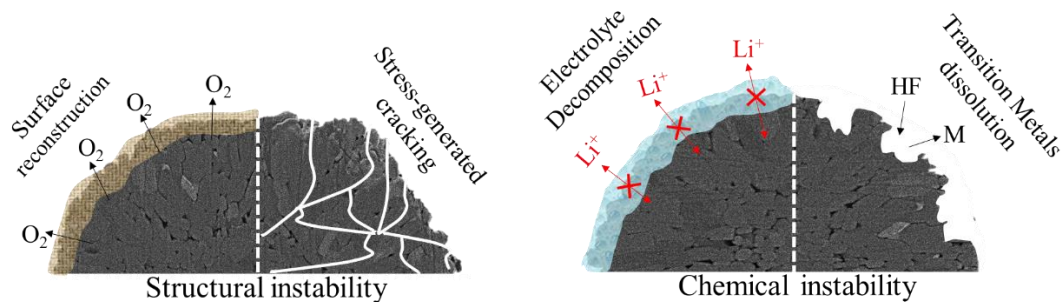 Surface
reconstruction
O₂
O₂
O₂
O₂
Stress-generated
cracking
Structural instability
Electrolyte
Decomposition
Li⁺
Li⁺
Li⁺
Transition Metals
dissolution
HF
M
Chemical instability